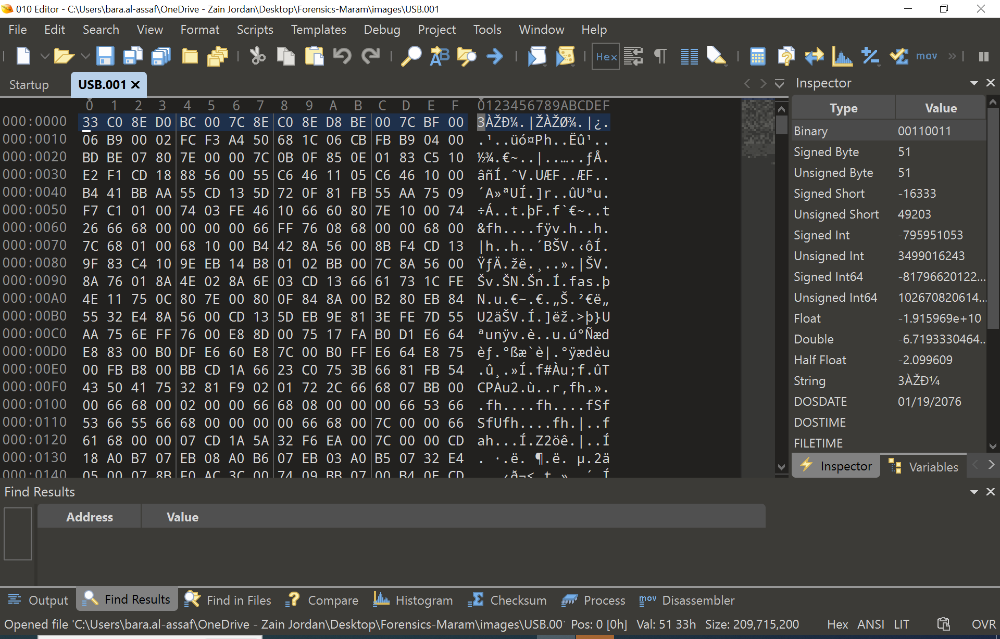 010 Editor - C:\Users\bara.al-assaf\OneDrive - Zain Jordan\Desktop\Forensics-Maram\images\USB.001
File Edit Search View Format Scripts Templates Debug Project Tools Window Help
Hex mov »
Startup USB.001 Inspector
0 1 2 3 4 5 6 7 8 9 A B C D E F 0123456789ABCDEF
000:0000 33 C0 8E D0 BC 00 7C 8E C0 8E D8 BE 00 7C BF 00 3ÀŽÐ¼.|ŽÀŽØ¾.|¿.
000:0010 06 B9 00 02 FC F3 A4 50 68 1C 06 CB FB B9 04 00 .¹..üó¤Ph..Ëû¹..
000:0020 BD BE 07 80 7E 00 00 7C 0B 0F 85 0E 01 83 C5 10 ½¾.€~..|..…..ƒÅ.
000:0030 E2 F1 CD 18 88 56 00 55 C6 46 11 05 C6 46 10 00 âñÍ.ˆV.UÆF..ÆF..
000:0040 B4 41 BB AA 55 CD 13 5D 72 0F 81 FB 55 AA 75 09 ´A»ªUÍ.]r..ûUªu.
000:0050 F7 C1 01 00 74 03 FE 46 10 66 60 80 7E 10 00 74 ÷Á..t.þF.f`€~..t
000:0060 26 66 68 00 00 00 00 66 FF 76 08 68 00 00 68 00 &fh....fÿv.h..h.
000:0070 7C 68 01 00 68 10 00 B4 42 8A 56 00 8B F4 CD 13 |h..h..´BŠV.‹ôÍ.
000:0080 9F 83 C4 10 9E EB 14 B8 01 02 BB 00 7C 8A 56 00 ŸƒÄ.žë.¸..».|ŠV.
000:0090 8A 76 01 8A 4E 02 8A 6E 03 CD 13 66 61 73 1C FE Šv.ŠN.Šn.Í.fas.þ
000:00A0 4E 11 75 0C 80 7E 00 80 0F 84 8A 00 B2 80 EB 84 N.u.€~.€.„Š.²€ë„
000:00B0 55 32 E4 8A 56 00 CD 13 5D EB 9E 81 3E FE 7D 55 U2äŠV.Í.]ëž.>þ}U
000:00C0 AA 75 6E FF 76 00 E8 8D 00 75 17 FA B0 D1 E6 64 ªunÿv.è..u.ú°Ñæd
000:00D0 E8 83 00 B0 DF E6 60 E8 7C 00 B0 FF E6 64 E8 75 èƒ.°ßæ`è|.°ÿædèu
000:00E0 00 FB B8 00 BB CD 1A 66 23 C0 75 3B 66 81 FB 54 .û¸.»Í.f#Àu;f.ûT
000:00F0 43 50 41 75 32 81 F9 02 01 72 2C 66 68 07 BB 00 CPAu2.ù..r,fh.».
000:0100 00 66 68 00 02 00 00 66 68 08 00 00 00 66 53 66 .fh....fh....fSf
000:0110 53 66 55 66 68 00 00 00 00 66 68 00 7C 00 00 66 SfUfh....fh.|..f
000:0120 61 68 00 00 07 CD 1A 5A 32 F6 EA 00 7C 00 00 CD ah...Í.Z2öê.|..Í
000:0130 18 A0 B7 07 EB 08 A0 B6 07 EB 03 A0 B5 07 32 E4 . ·.ë. ¶.ë. µ.2ä
000:0140 05 00 07 8B F0 AC 3C 00 74 09 BB 07 00 B4 0E CD ...‹ð¬<.t.»..´.Í
Type Value
Binary 00110011
Signed Byte 51
Unsigned Byte 51
Signed Short -16333
Unsigned Short 49203
Signed Int -795951053
Unsigned Int 3499016243
Signed Int64 -81796620122...
Unsigned Int64 102670820614...
Float -1.915969e+10
Double -6.7193330464...
Half Float -2.099609
String 3ÀŽÐ¼
DOSDATE 01/19/2076
DOSTIME
FILETIME
Inspector Variables
Find Results
Address Value
Output Find Results Find in Files Compare Histogram Checksum Process mov Disassembler
Opened file 'C:\Users\bara.al-assaf\OneDrive - Zain Jordan\Desktop\Forensics-Maram\images\USB.00 Pos: 0 [0h] Val: 51 33h Size: 209,715,200 Hex ANSI LIT OVR